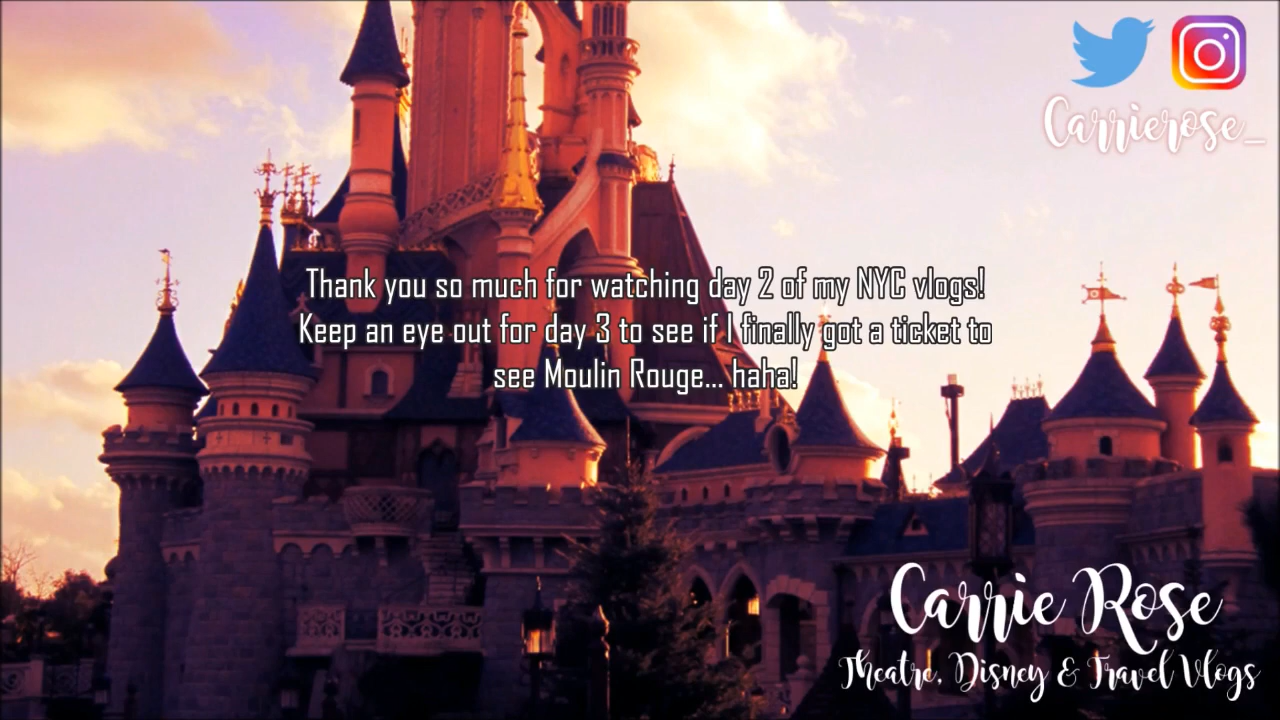 Carrierose_
Thank you so much for watching day 2 of my NYC vlogs!
Keep an eye out for day 3 to see if I finally got a ticket to
see Moulin Rouge... haha!
Carrie Rose
Theatre, Disney & Travel Vlogs